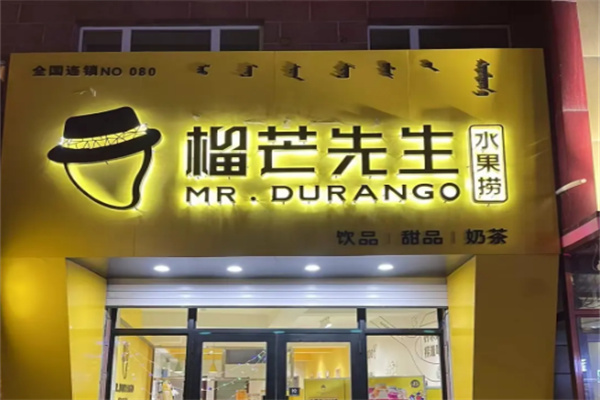 全国连锁NO 080
榴芒先生
水果捞
MR. DURANGO
饮品 | 甜品 | 奶茶